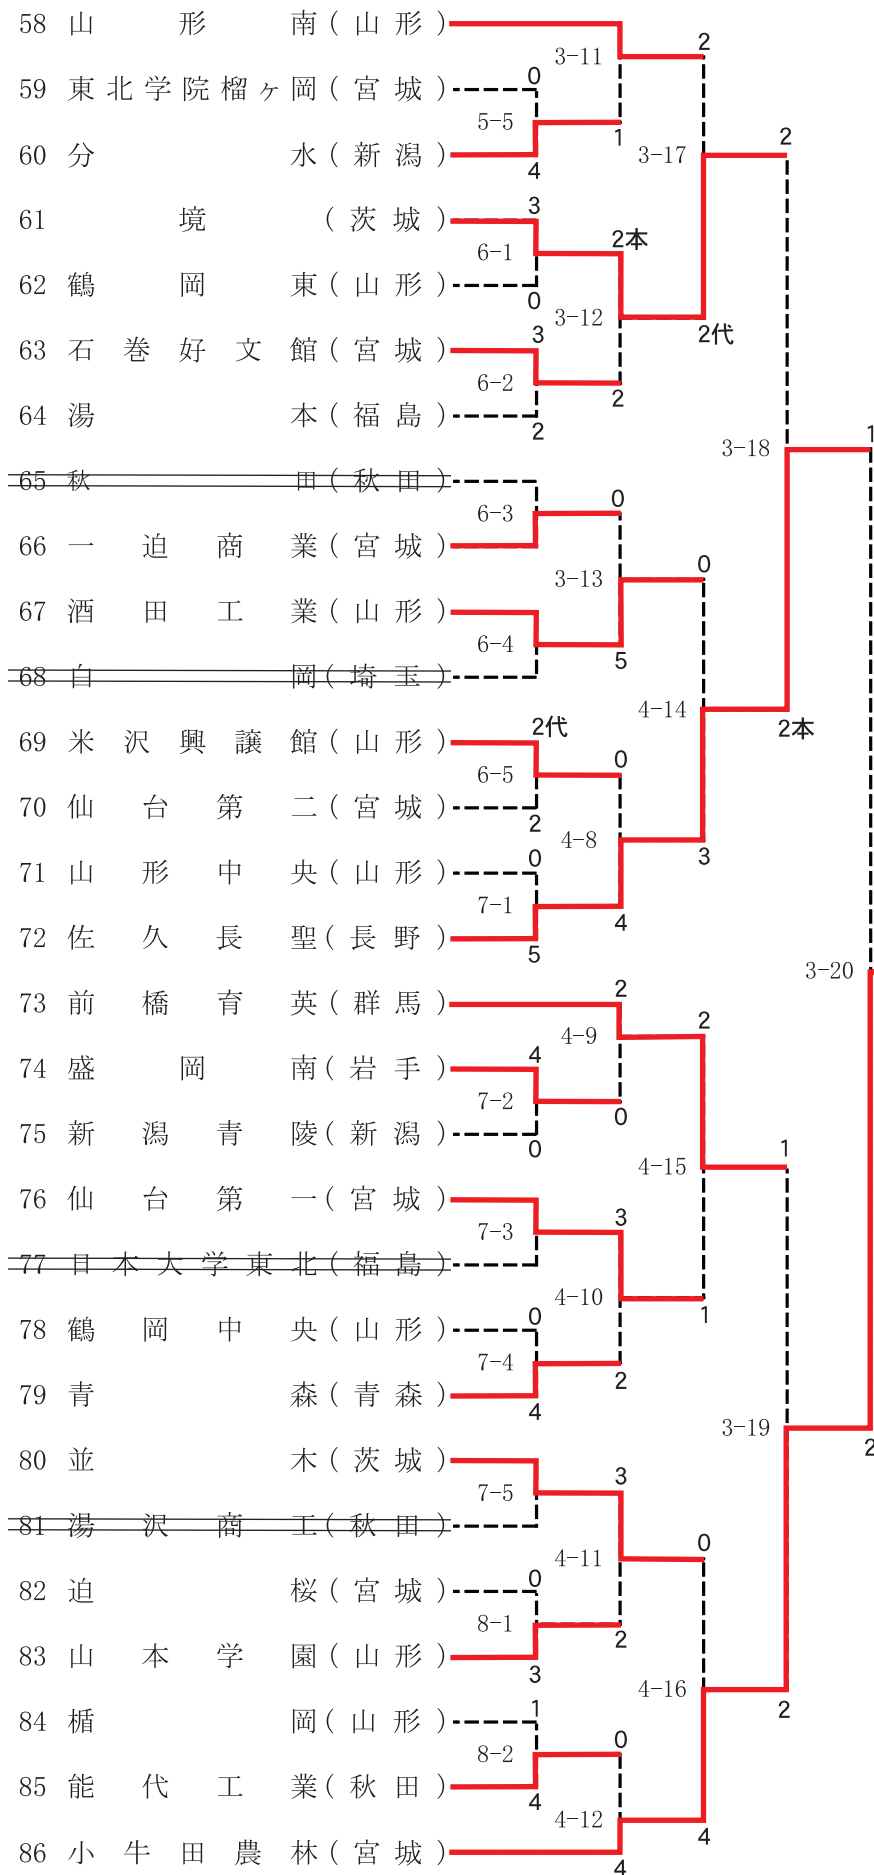 58 山形南(山形)
59 東北学院榴ヶ岡(宮城)
60 分水(新潟)
61 境(茨城)
62 鶴岡東(山形)
63 石巻好文館(宮城)
64 湯本(福島)
65 秋田(秋田)
66 一迫商業(宮城)
67 酒田工業(山形)
68 白岡(埼玉)
69 米沢興譲館(山形)
70 仙台第二(宮城)
71 山形中央(山形)
72 佐久長聖(長野)
73 前橋育英(群馬)
74 盛岡南(岩手)
75 新潟青陵(新潟)
76 仙台第一(宮城)
77 日本大学東北(福島)
78 鶴岡中央(山形)
79 青森(青森)
80 並木(茨城)
81 湯沢商工(秋田)
82 迫桜(宮城)
83 山本学園(山形)
84 楯岡(山形)
85 能代工業(秋田)
86 小牛田農林(宮城)
0
5-5
4
3
6-1
0
3
6-2
2
6-3
6-4
2代
6-5
2
0
7-1
5
4
7-2
0
7-3
0
7-4
4
7-5
0
8-1
3
1
8-2
4
3-11
1
2本
3-12
2
0
3-13
5
0
4-8
4
2
4-9
0
3
4-10
2
3
4-11
2
0
4-12
4
2
3-17
2代
0
4-14
3
2
4-15
1
0
4-16
4
2
3-18
2本
1
3-19
2
1
3-20
2